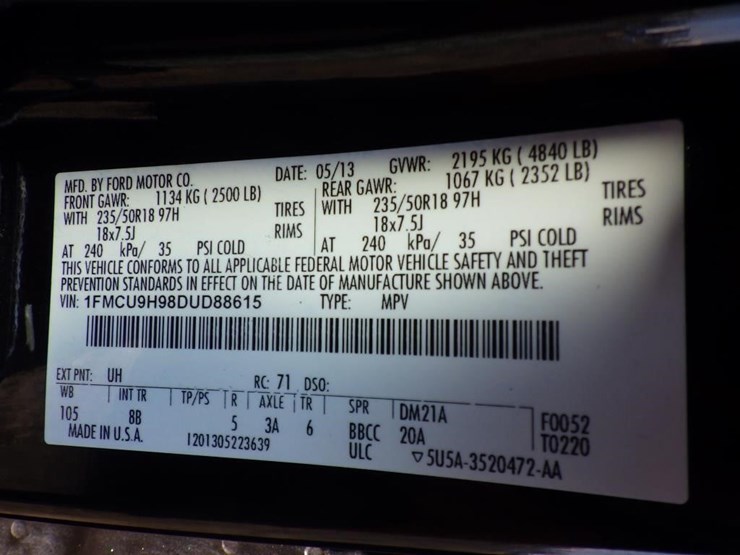 MFD. BY FORD MOTOR CO. DATE: 05/13 GVWR: 2195 KG ( 4840 LB)
FRONT GAWR: 1134 KG ( 2500 LB) REAR GAWR: 1067 KG ( 2352 LB)
WITH 235/50R18 97H TIRES WITH 235/50R18 97H TIRES
18x7.5J RIMS 18x7.5J RIMS
AT 240 kPa/ 35 PSI COLD AT 240 kPa/ 35 PSI COLD
THIS VEHICLE CONFORMS TO ALL APPLICABLE FEDERAL MOTOR VEHICLE SAFETY AND THEFT
PREVENTION STANDARDS IN EFFECT ON THE DATE OF MANUFACTURE SHOWN ABOVE.
VIN: 1FMCU9H98DUD88615 TYPE: MPV
EXT PNT: UH RC: 71 DSO:
WB INT TR TP/PS R AXLE TR SPR DM21A F0052
105 8B 5 3A 6 BBCC 20A T0220
MADE IN U.S.A. 1201305223639 ULC ▽5U5A-3520472-AA